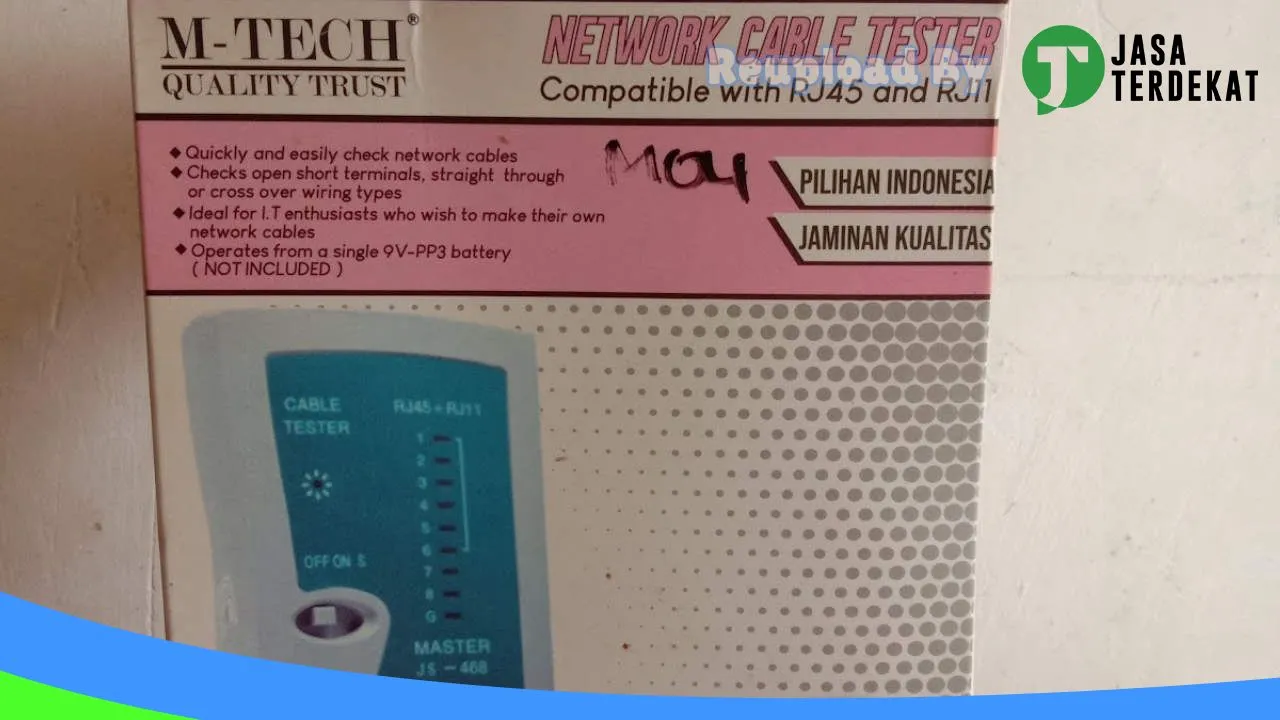 M-TECH®
QUALITY TRUST
NETWORK CABLE TESTER
Reupload By
Compatible with RJ45 and RJ11
JASA
TERDEKAT
◆ Quickly and easily check network cables
◆ Checks open short terminals, straight through
or cross over wiring types
◆ Ideal for I.T enthusiasts who wish to make their own
network cables
◆ Operates from a single 9V-PP3 battery
( NOT INCLUDED )
M04
PILIHAN INDONESIA
JAMINAN KUALITAS
CABLE
TESTER
RJ45+RJ11
1
2
3
4
5
6
7
8
G
OFF ON S
MASTER
JS-468